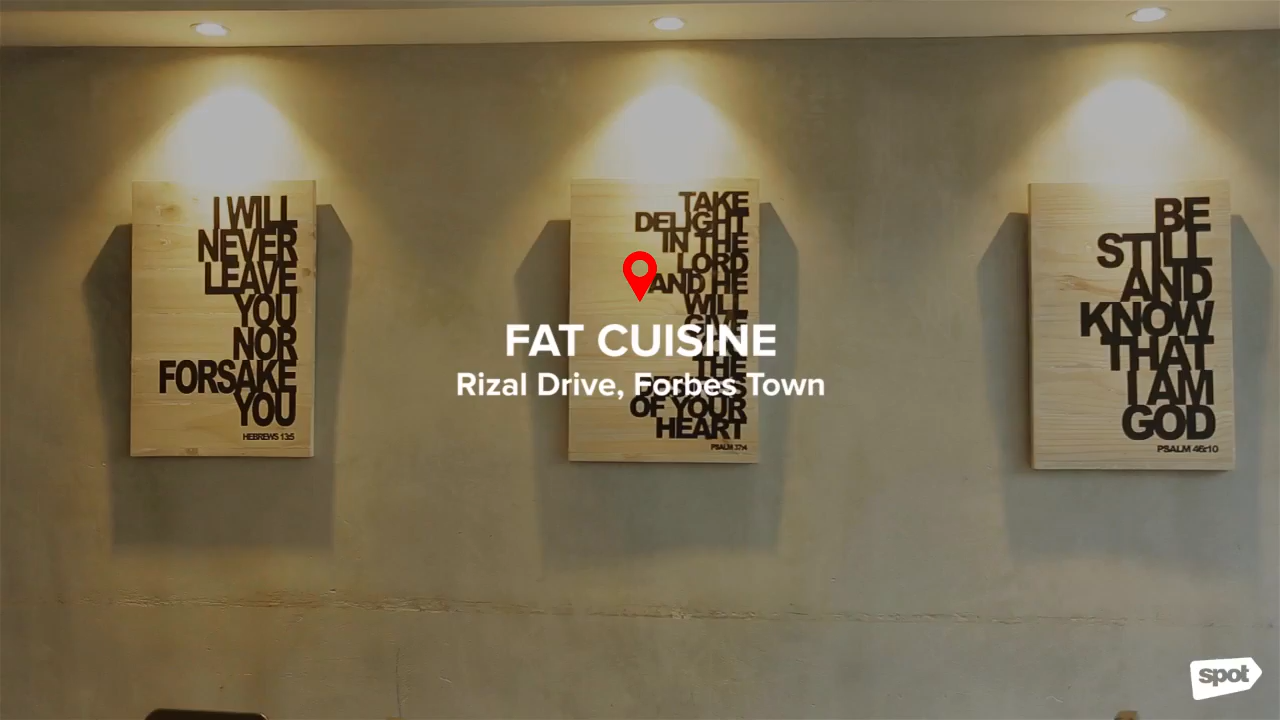 I WILL
NEVER
LEAVE
YOU
NOR
FORSAKE
YOU
HEBREWS 13:5
TAKE
DELIGHT
IN THE
LORD
AND HE
WILL
GIVE
THE
OF YOUR
HEART
PSALM 37:4
BE
STILL
AND
KNOW
THAT
I AM
GOD
PSALM 46:10
FAT CUISINE
Rizal Drive, Forbes Town
spot